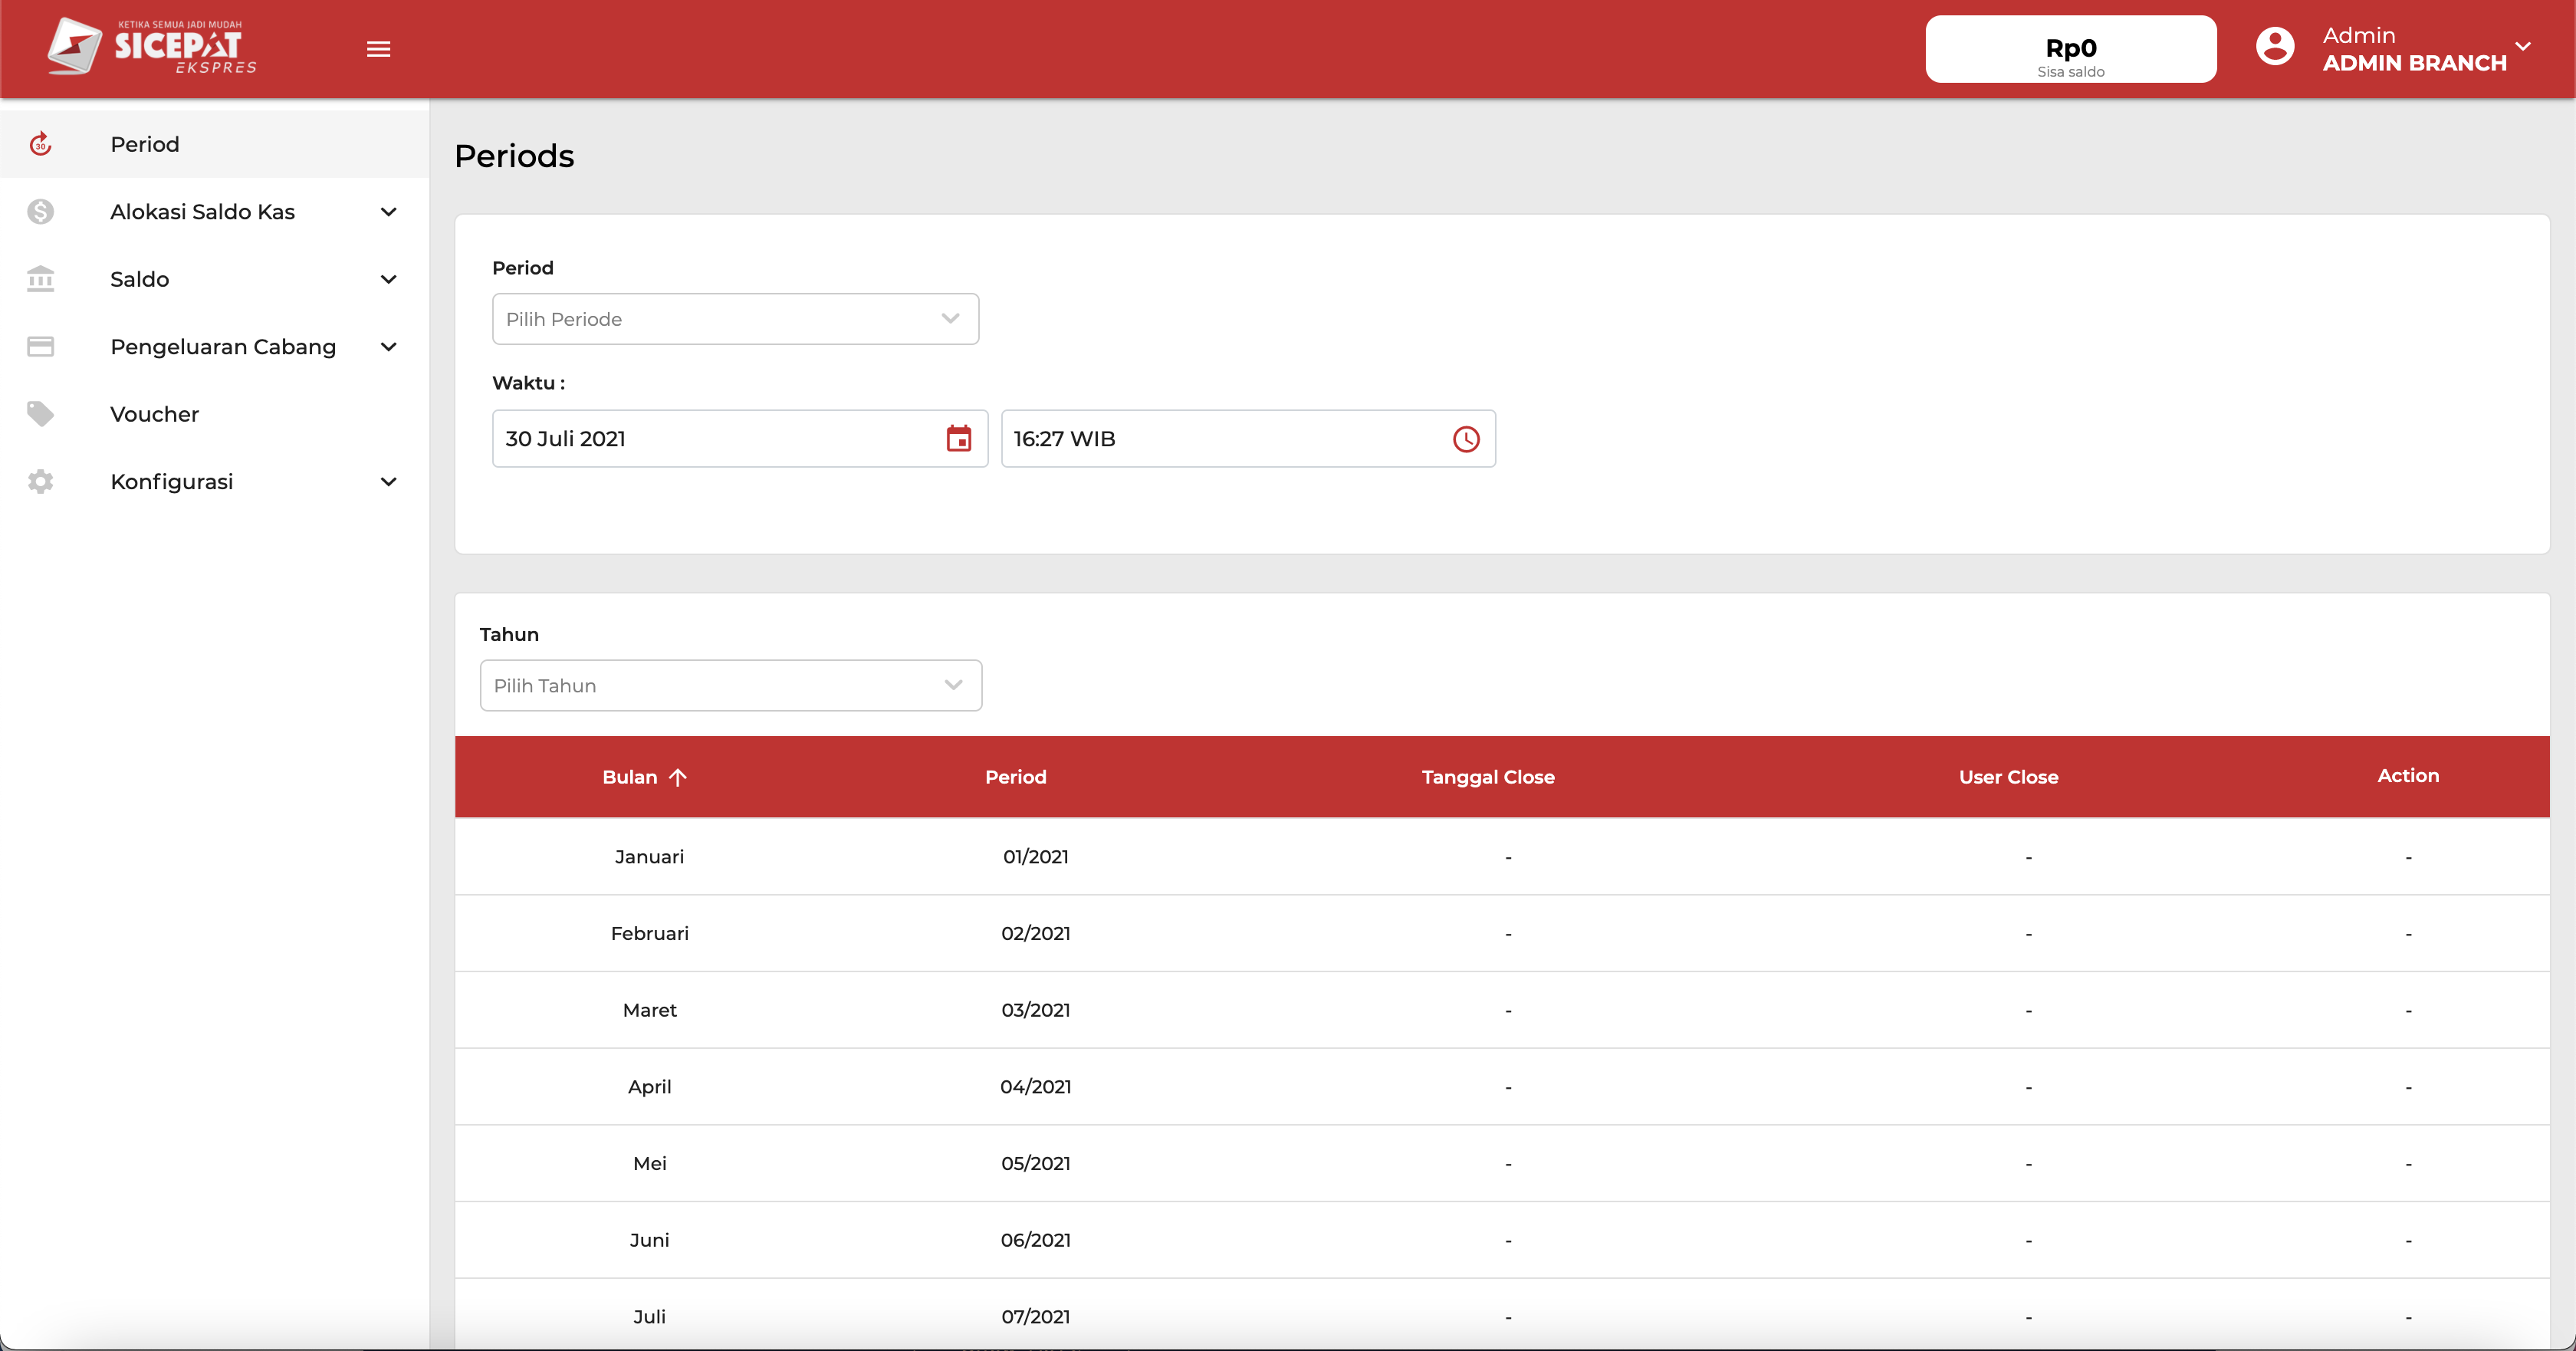 KETIKA SEMUA JADI MUDAH
SICEPAT
EKSPRES
Rp0
Sisa saldo
Admin
ADMIN BRANCH
30
Period
Alokasi Saldo Kas
Saldo
Pengeluaran Cabang
Voucher
Konfigurasi
Periods
Period
Pilih Periode
Waktu :
30 Juli 2021 16:27 WIB
Tahun
Pilih Tahun
Bulan Period Tanggal Close User Close Action
Januari 01/2021 - - -
Februari 02/2021 - - -
Maret 03/2021 - - -
April 04/2021 - - -
Mei 05/2021 - - -
Juni 06/2021 - - -
Juli 07/2021 - - -